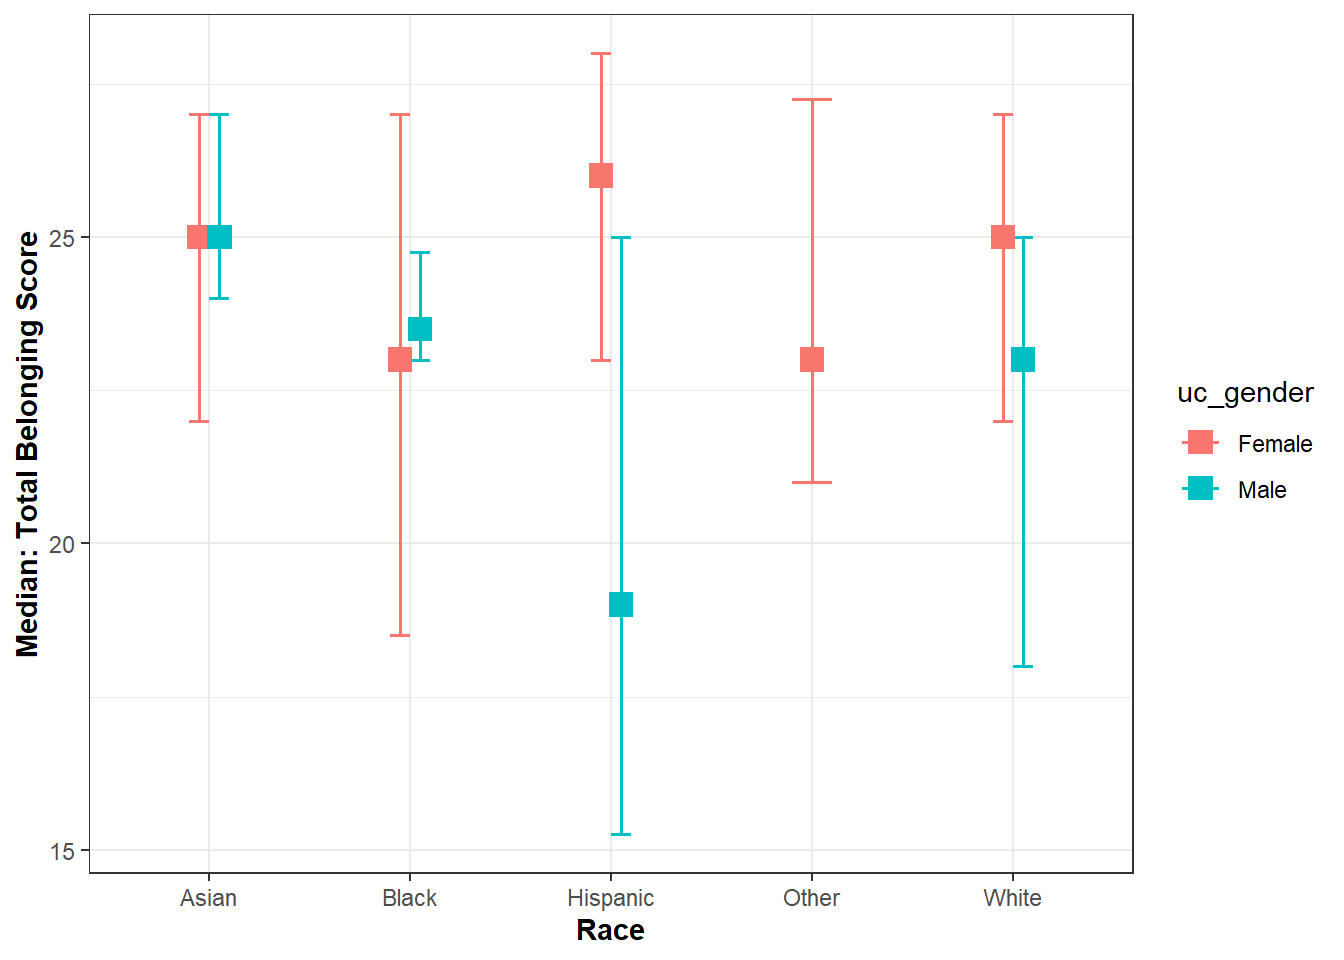 Median: Total Belonging Score
25
20
15
Asian
Black
Hispanic
Other
White
Race
uc_gender
Female
Male